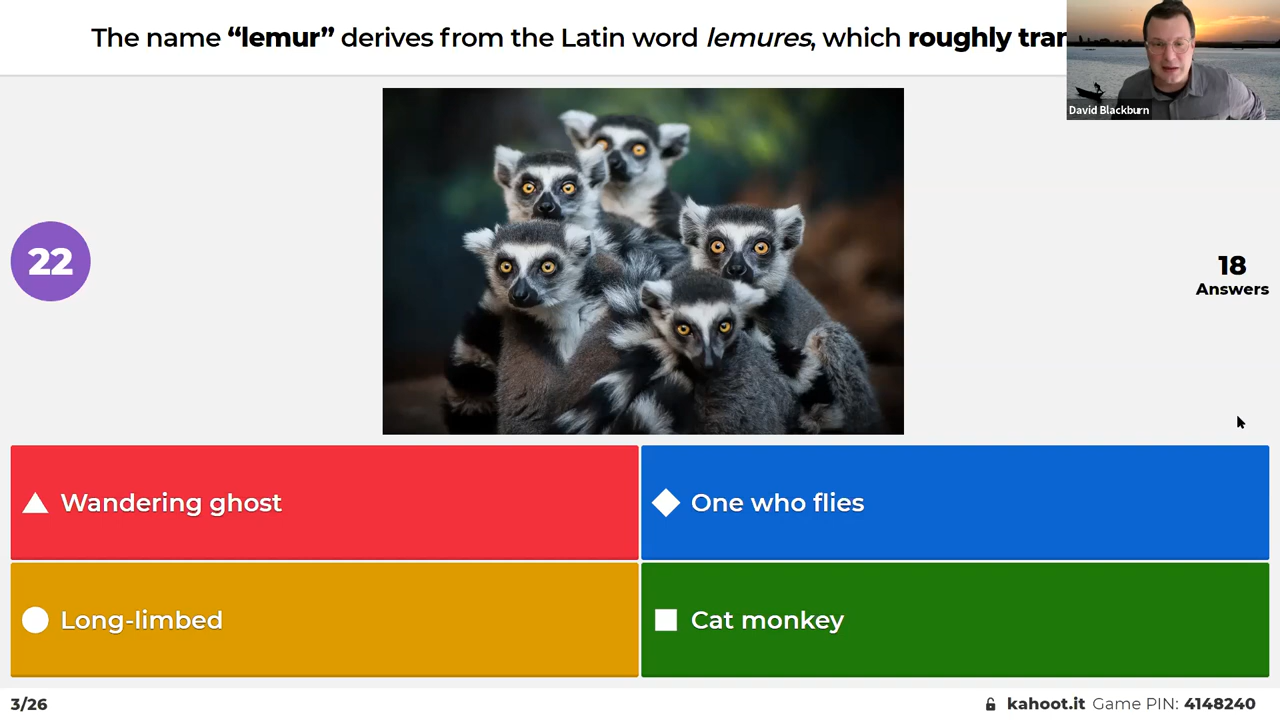 The name “lemur” derives from the Latin word lemures, which roughly
David Blackburn
22
18
Answers
Wandering ghost
One who flies
Long-limbed
Cat monkey
3/26
kahoot.it Game PIN: 4148240